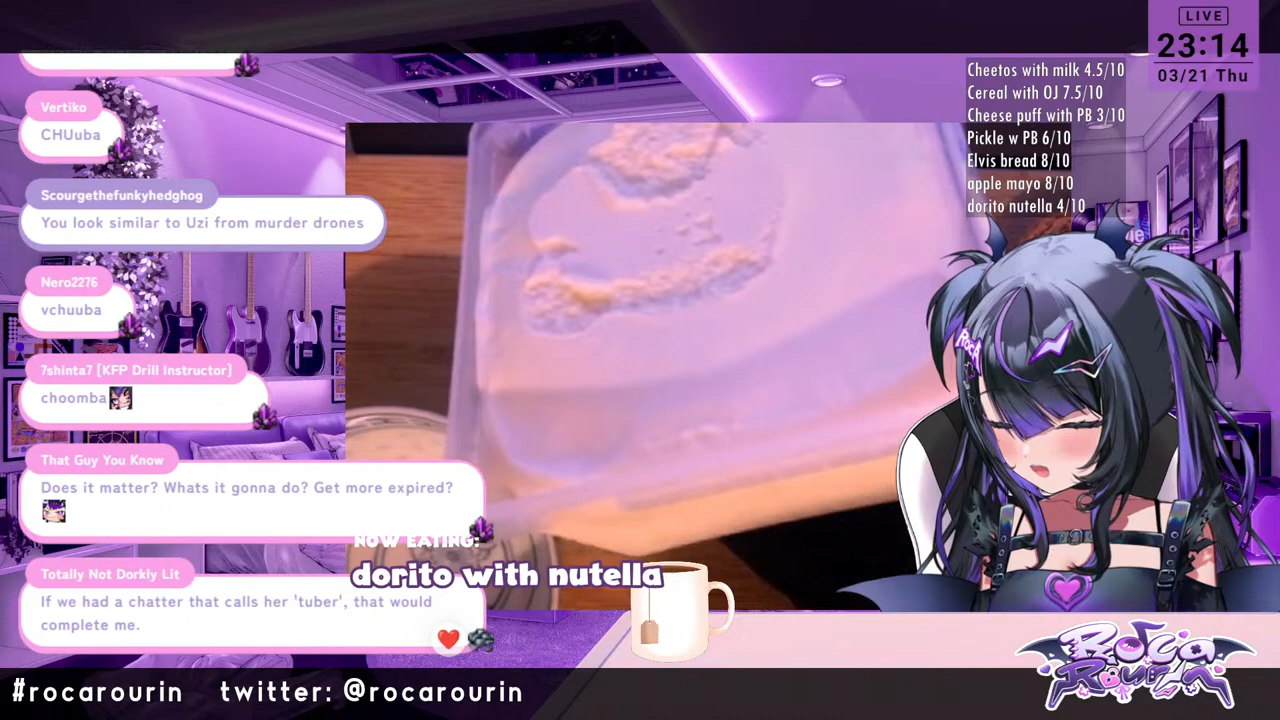 LIVE
23:14
03/21 Thu
Cheetos with milk 4.5/10
Cereal with OJ 7.5/10
Cheese puff with PB 3/10
Pickle w PB 6/10
Elvis bread 8/10
apple mayo 8/10
dorito nutella 4/10
Vertiko
CHUuba
Scourgethefunkyhedghog
You look similar to Uzi from murder drones
Nero2276
vchuuba
7shinta7 [KFP Drill Instructor]
choomba
That Guy You Know
Does it matter? Whats it gonna do? Get more expired?
Totally Not Dorkly Lit
If we had a chatter that calls her 'tuber', that would
complete me.
NOW EATING:
dorito with nutella
RocA
Roca
Rourin
#rocarourin twitter: @rocarourin